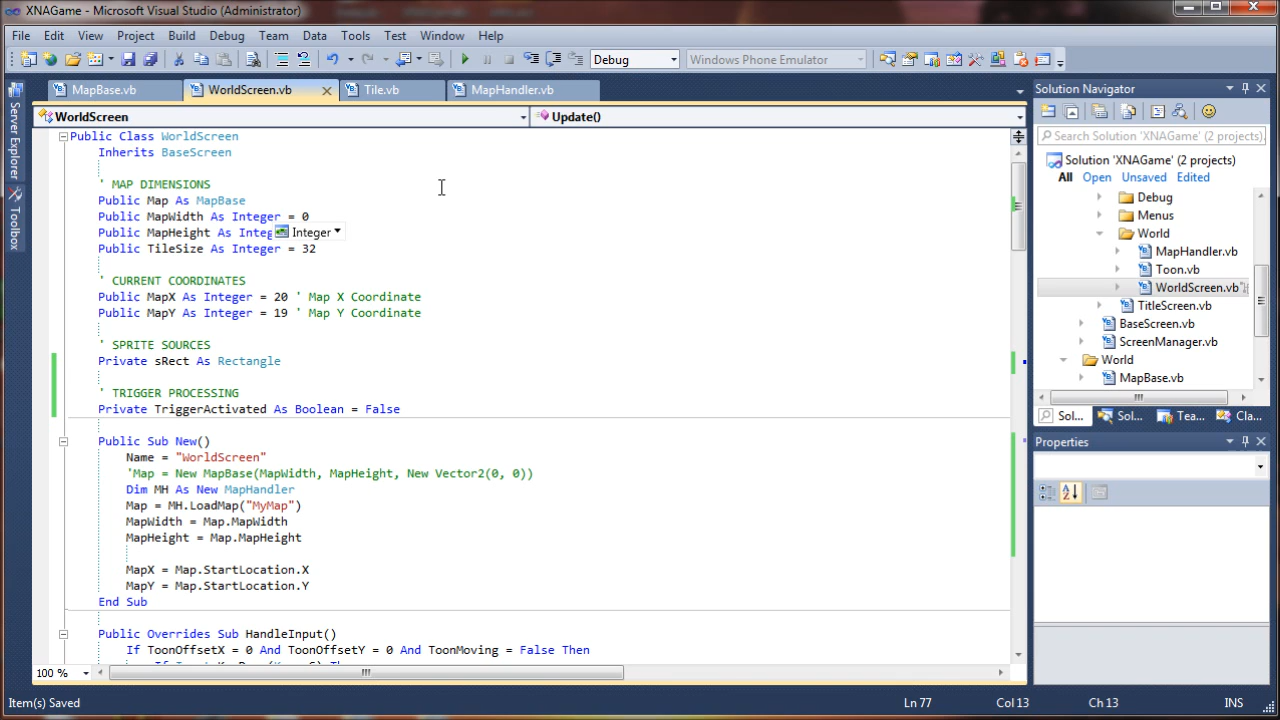 XNAGame - Microsoft Visual Studio (Administrator)
File Edit View Project Build Debug Team Data Tools Test Window Help
Debug Windows Phone Emulator
MapBase.vb WorldScreen.vb Tile.vb MapHandler.vb
WorldScreen Update()
Server Explorer
Toolbox
Public Class WorldScreen
Inherits BaseScreen
' MAP DIMENSIONS
Public Map As MapBase
Public MapWidth As Integer = 0
Public MapHeight As Integ Integer
Public TileSize As Integer = 32
' CURRENT COORDINATES
Public MapX As Integer = 20 ' Map X Coordinate
Public MapY As Integer = 19 ' Map Y Coordinate
' SPRITE SOURCES
Private sRect As Rectangle
' TRIGGER PROCESSING
Private TriggerActivated As Boolean = False
Public Sub New()
Name = "WorldScreen"
'Map = New MapBase(MapWidth, MapHeight, New Vector2(0, 0))
Dim MH As New MapHandler
Map = MH.LoadMap("MyMap")
MapWidth = Map.MapWidth
MapHeight = Map.MapHeight
MapX = Map.StartLocation.X
MapY = Map.StartLocation.Y
End Sub
Public Overrides Sub HandleInput()
If ToonOffsetX = 0 And ToonOffsetY = 0 And ToonMoving = False Then
100 %
Solution Navigator
Search Solution 'XNAGame' (2 projects),
Solution 'XNAGame' (2 projects)
All Open Unsaved Edited
Debug
Menus
World
MapHandler.vb
Toon.vb
WorldScreen.vb
TitleScreen.vb
BaseScreen.vb
ScreenManager.vb
World
MapBase.vb
Sol... Sol... Tea... Cla...
Properties
Item(s) Saved Ln 77 Col 13 Ch 13 INS